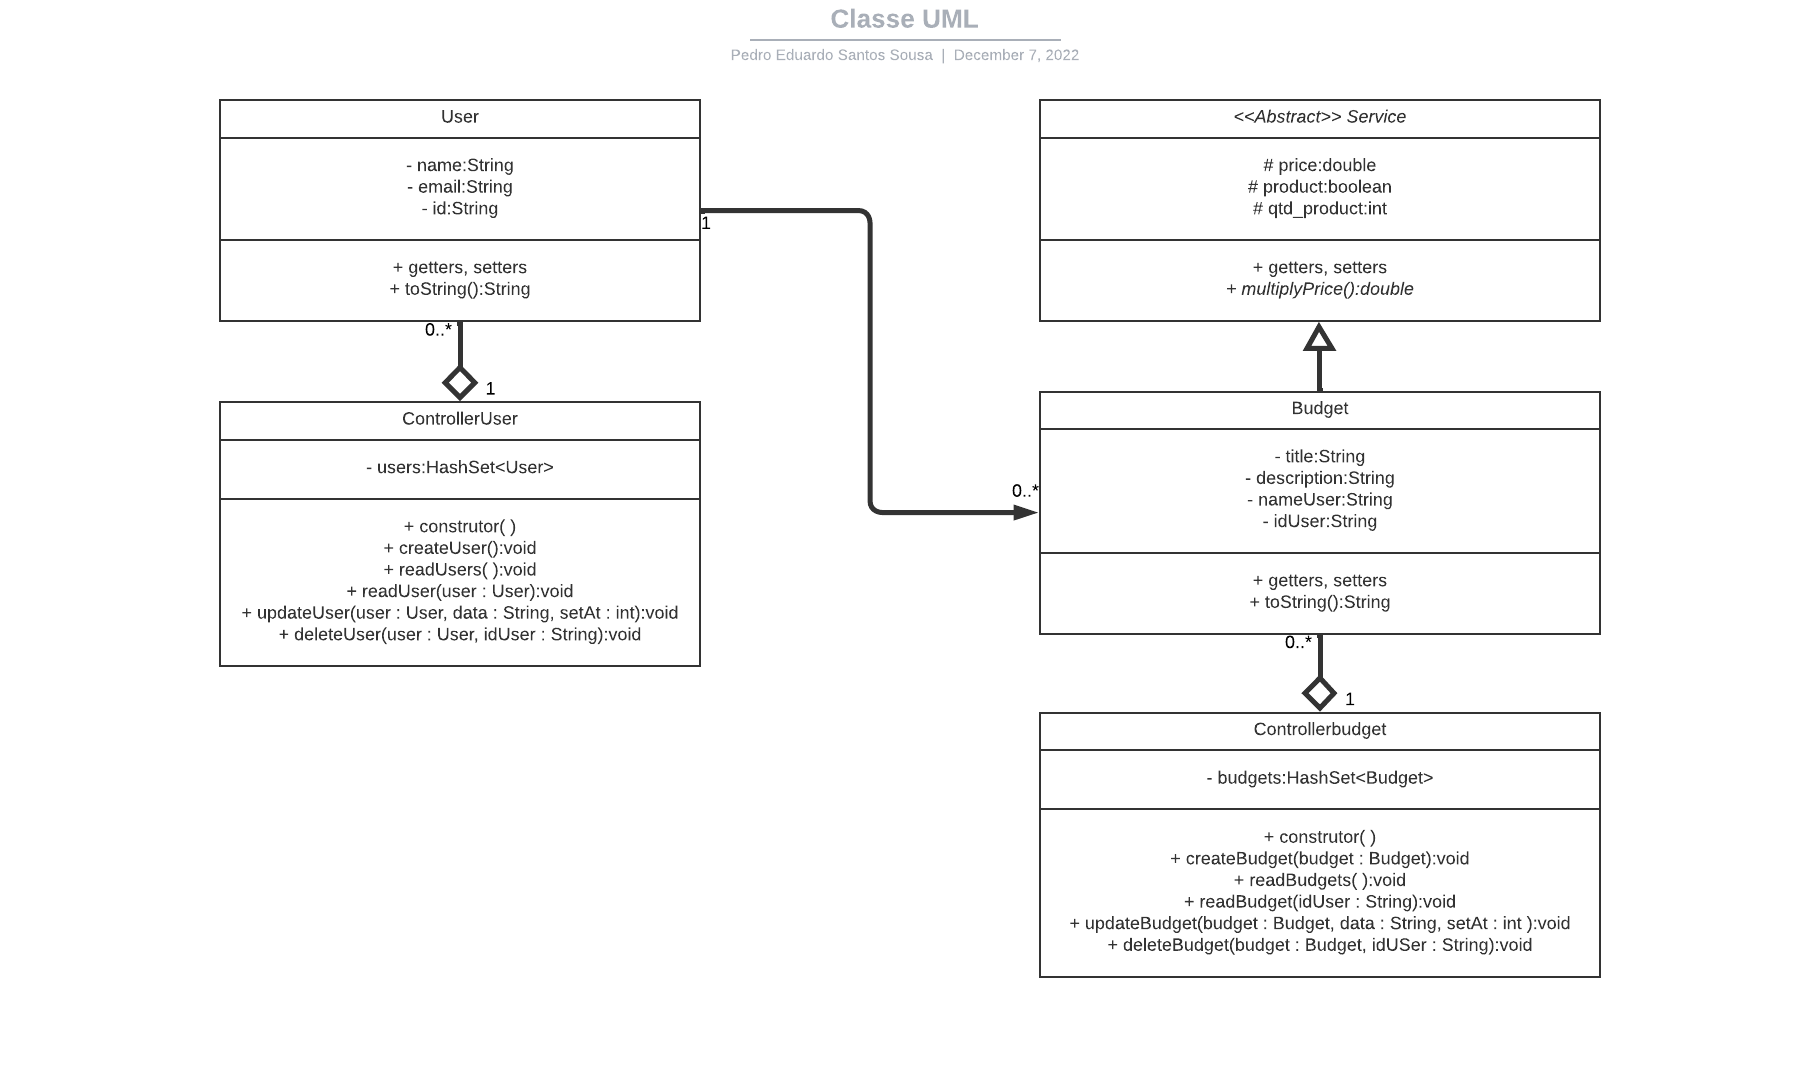 Classe UML
Pedro Eduardo Santos Sousa | December 7, 2022
User
- name:String
- email:String
- id:String
+ getters, setters
+ toString():String
0..*
1
1
0..*
ControllerUser
- users:HashSet<User>
+ construtor( )
+ createUser():void
+ readUsers( ):void
+ readUser(user : User):void
+ updateUser(user : User, data : String, setAt : int):void
+ deleteUser(user : User, idUser : String):void
<<Abstract>> Service
# price:double
# product:boolean
# qtd_product:int
+ getters, setters
+ multiplyPrice():double
Budget
- title:String
- description:String
- nameUser:String
- idUser:String
+ getters, setters
+ toString():String
0..*
1
Controllerbudget
- budgets:HashSet<Budget>
+ construtor( )
+ createBudget(budget : Budget):void
+ readBudgets( ):void
+ readBudget(idUser : String):void
+ updateBudget(budget : Budget, data : String, setAt : int ):void
+ deleteBudget(budget : Budget, idUSer : String):void